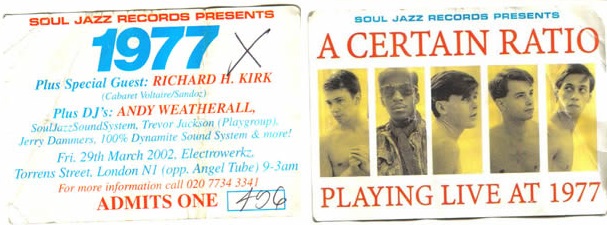 SOUL JAZZ RECORDS PRESENTS
1977 X
Plus Special Guest: RICHARD H. KIRK
(Cabaret Voltaire/Sandoz)
Plus DJ's: ANDY WEATHERALL,
SoulJazzSoundSystem, Trevor Jackson (Playgroup),
Jerry Dammers, 100% Dynamite Sound System & more!
Fri. 29th March 2002, Electrowerkz,
Torrens Street, London N1 (opp. Angel Tube) 9-3am
For more information call 020 7734 3341
ADMITS ONE 496
SOUL JAZZ RECORDS PRESENTS
A CERTAIN RATIO
PLAYING LIVE AT 1977